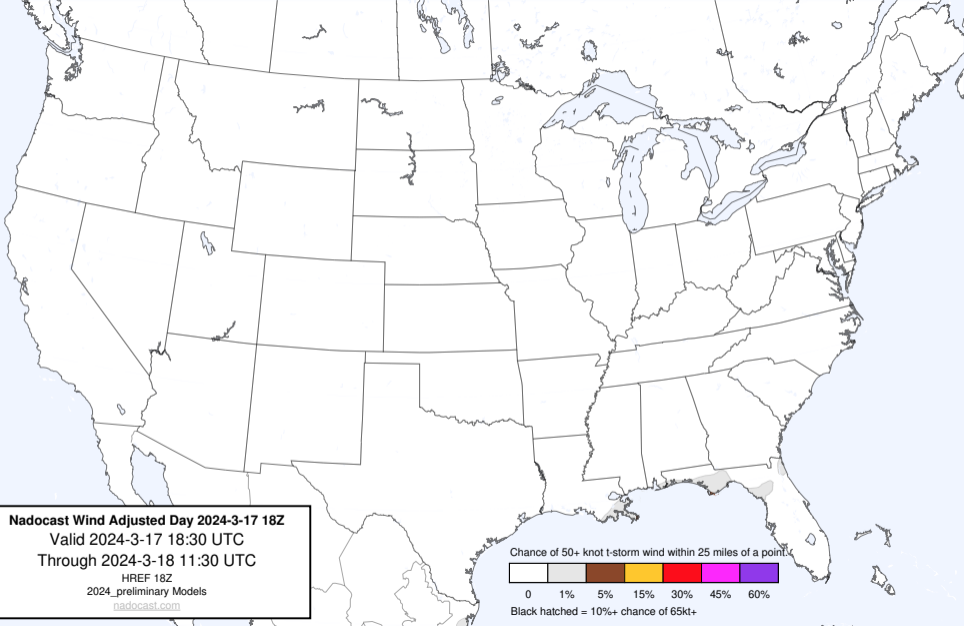 Nadocast Wind Adjusted Day 2024-3-17 18Z
Valid 2024-3-17 18:30 UTC
Through 2024-3-18 11:30 UTC
HREF 18Z
2024_preliminary Models
nadocast.com
Chance of 50+ knot t-storm wind within 25 miles of a point.
0 1% 5% 15% 30% 45% 60%
Black hatched = 10%+ chance of 65kt+